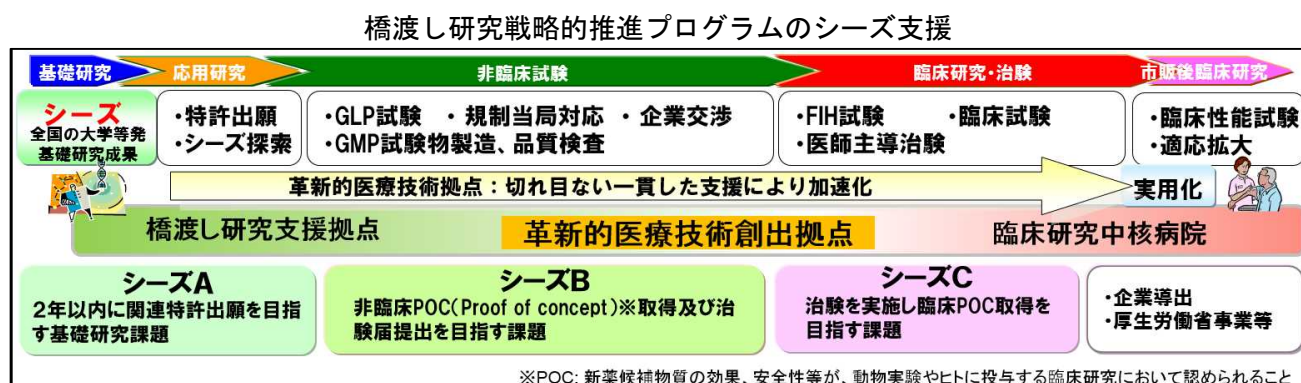 橋渡し研究戦略的推進プログラムのシーズ支援
基礎研究
応用研究
非臨床試験
臨床研究・治験
市販後臨床研究
シーズ
全国の大学等発
基礎研究成果
・特許出願
・シーズ探索
・GLP試験 ・規制当局対応 ・企業交渉
・GMP試験物製造、品質検査
・FIH試験 ・臨床試験
・医師主導治験
・臨床性能試験
・適応拡大
革新的医療技術拠点：切れ目ない一貫した支援により加速化
実用化
橋渡し研究支援拠点
革新的医療技術創出拠点
臨床研究中核病院
シーズA
2年以内に関連特許出願を目指
す基礎研究課題
シーズB
非臨床POC(Proof of concept)※取得及び治
験届提出を目指す課題
シーズC
治験を実施し臨床POC取得を
目指す課題
・企業導出
・厚生労働省事業等
※POC: 新薬候補物質の効果、安全性等が、動物実験やヒトに投与する臨床研究において認められること